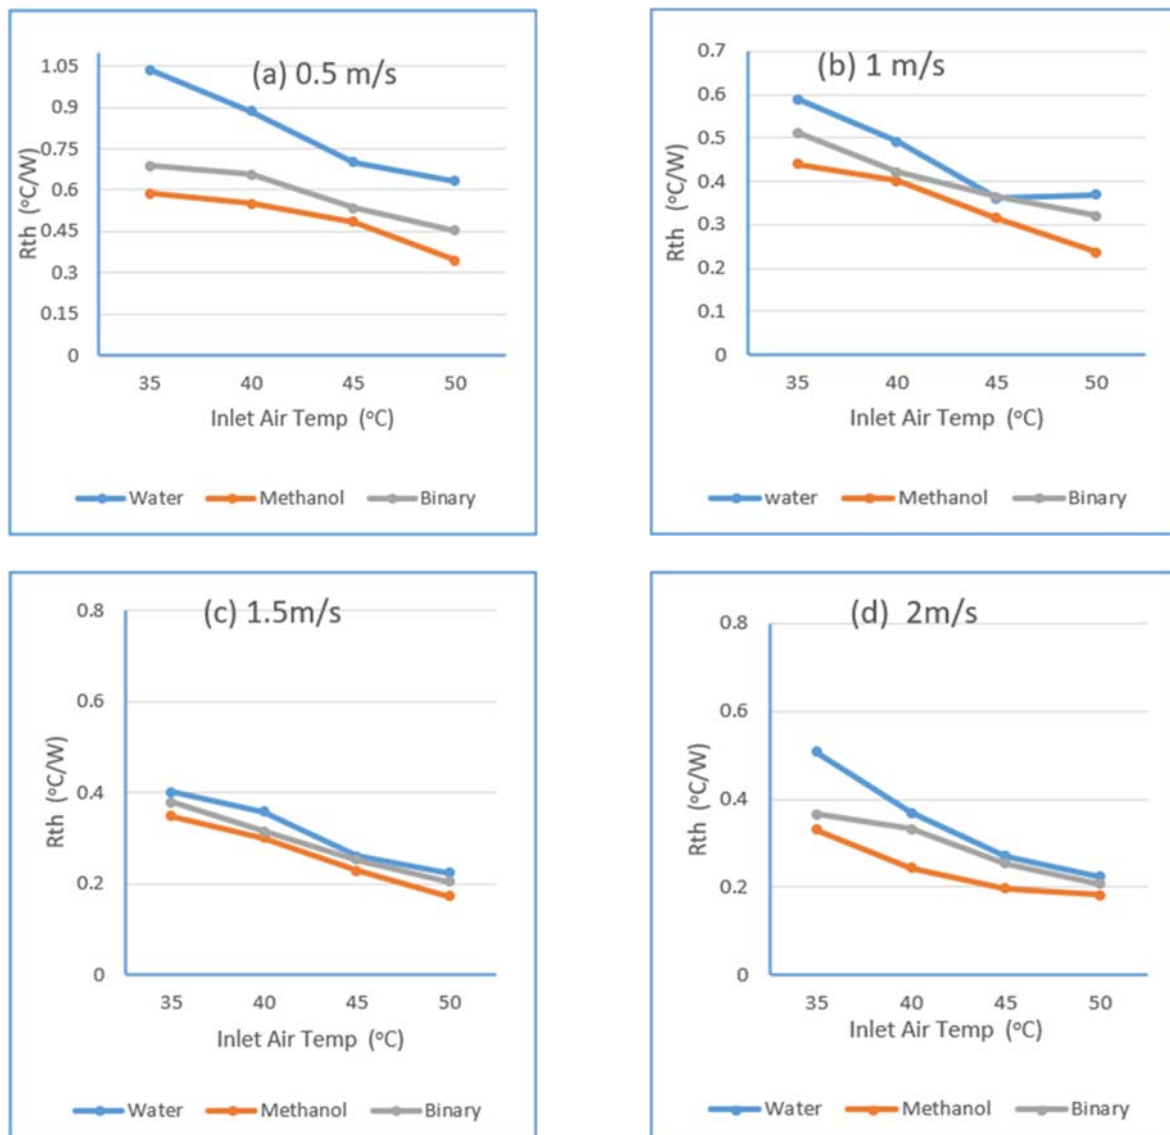 (a) 0.5 m/s
1.05
0.9
0.75
0.6
0.45
0.3
0.15
0
Rth (°C/W)
35 40 45 50
Inlet Air Temp (°C)
Water Methanol Binary
(b) 1 m/s
0.7
0.6
0.5
0.4
0.3
0.2
0.1
0
Rth (°C/W)
35 40 45 50
Inlet Air Temp (°C)
water Methanol Binary
(c) 1.5m/s
0.8
0.6
0.4
0.2
0
Rth (°C/W)
35 40 45 50
Inlet Air Temp (°C)
Water Methanol Binary
(d) 2m/s
0.8
0.6
0.4
0.2
0
Rth (°C/W)
35 40 45 50
Inlet Air Temp (°C)
Water Methanol Binary